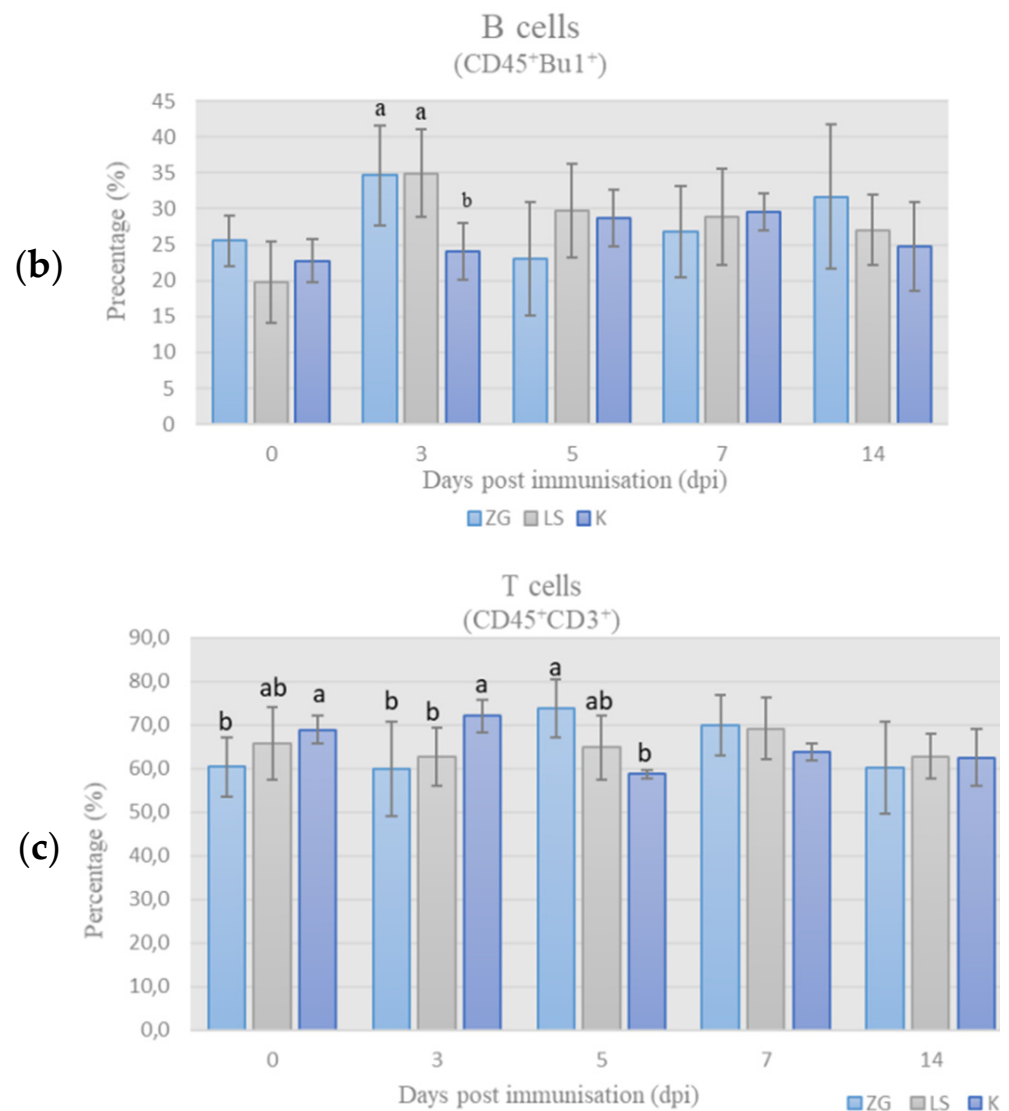 B cells
(CD45⁺Bu1⁺)
(b)
Precentage (%)
45
40
35
30
25
20
15
10
5
0
a a
b
0 3 5 7 14
Days post immunisation (dpi)
ZG LS K
T cells
(CD45⁺CD3⁺)
(c)
Percentage (%)
90,0
80,0
70,0
60,0
50,0
40,0
30,0
20,0
10,0
0,0
b ab a b b a a ab b
0 3 5 7 14
Days post immunisation (dpi)
ZG LS K